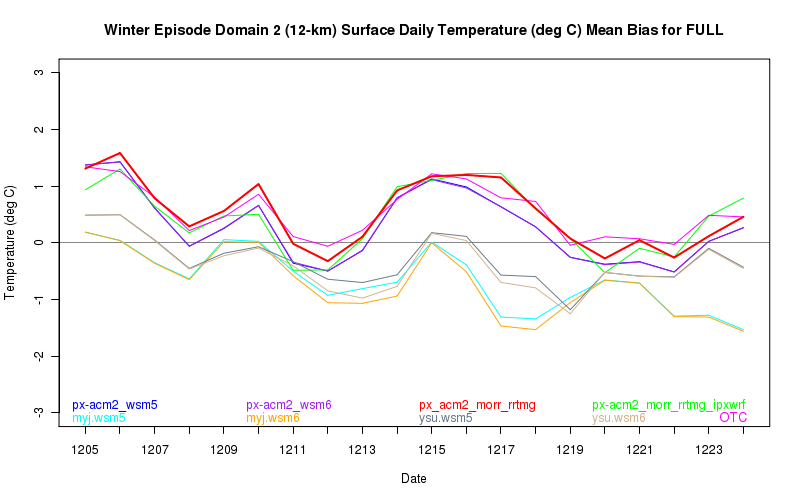 Winter Episode Domain 2 (12-km) Surface Daily Temperature (deg C) Mean Bias for FULL
Temperature (deg C)
3
2
1
0
-1
-2
-3
px-acm2_wsm5 px-acm2_wsm6 px_acm2_morr_rrtmg px-acm2_morr_rrtmg_ipxwrf
myj.wsm5 myj.wsm6 ysu.wsm5 ysu.wsm6 OTC
1205 1207 1209 1211 1213 1215 1217 1219 1221 1223
Date